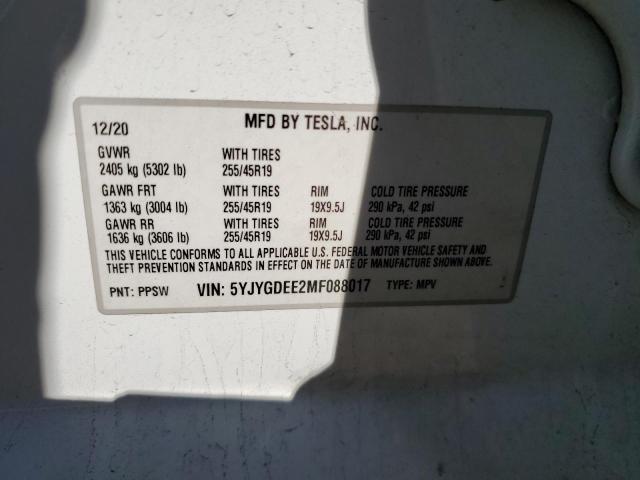 12/20 MFD BY TESLA, INC.
GVWR WITH TIRES
2405 kg (5302 lb) 255/45R19
GAWR FRT WITH TIRES RIM COLD TIRE PRESSURE
1363 kg (3004 lb) 255/45R19 19X9.5J 290 kPa, 42 psi
GAWR RR WITH TIRES RIM COLD TIRE PRESSURE
1636 kg (3606 lb) 255/45R19 19X9.5J 290 kPa, 42 psi
THIS VEHICLE CONFORMS TO ALL APPLICABLE U.S. FEDERAL MOTOR VEHICLE SAFETY AND
THEFT PREVENTION STANDARDS IN EFFECT ON THE DATE OF MANUFACTURE SHOWN ABOVE.
PNT: PPSW VIN: 5YJYGDEE2MF088017 TYPE: MPV